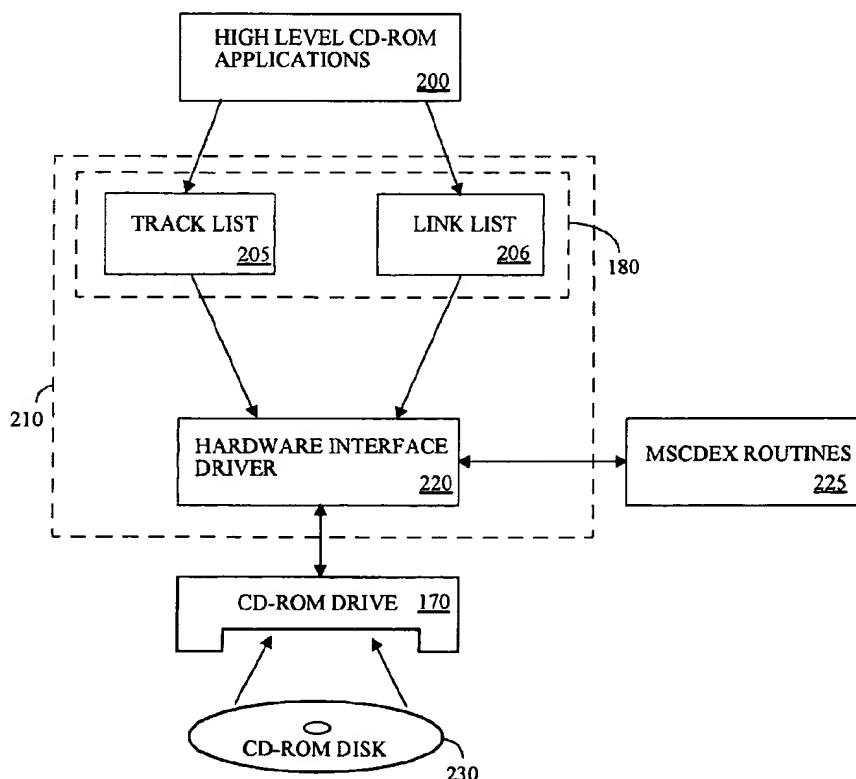 HIGH LEVEL CD-ROM
APPLICATIONS
200
TRACK LIST
205
LINK LIST
206
180
210
HARDWARE INTERFACE
DRIVER
220
MSCDEX ROUTINES
225
CD-ROM DRIVE 170
CD-ROM DISK
230